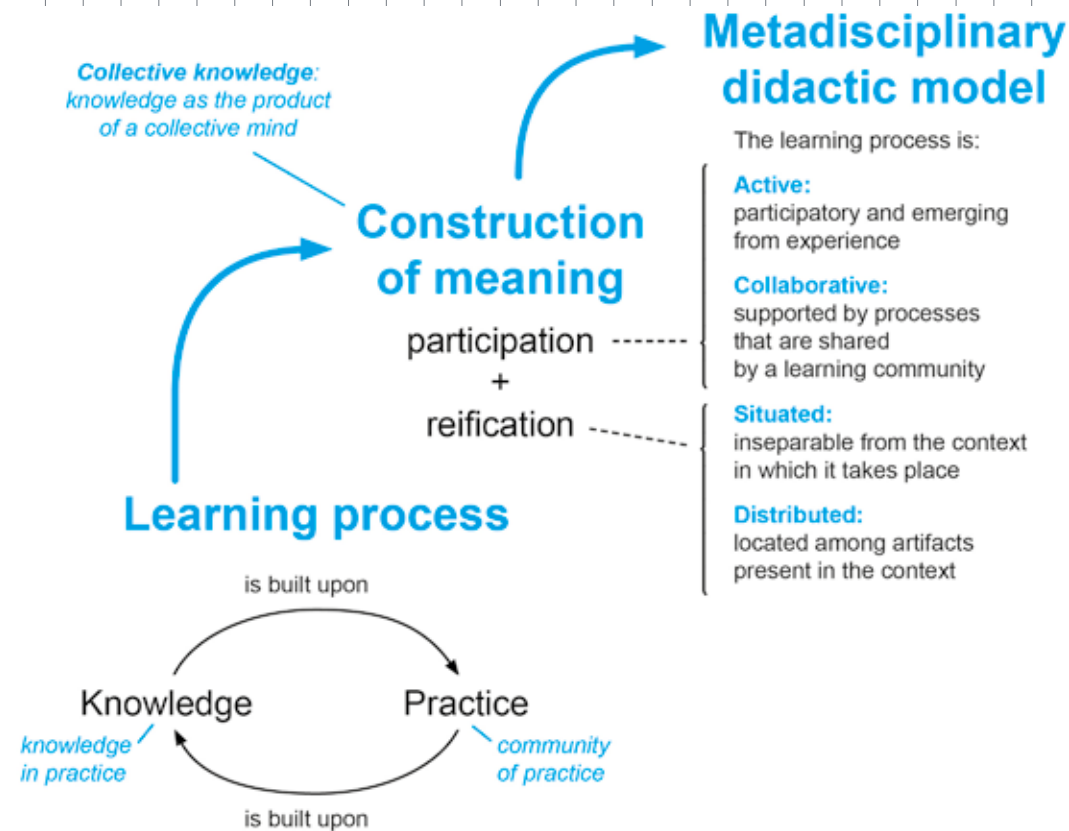 Metadisciplinary
didactic model
Collective knowledge:
knowledge as the product
of a collective mind
The learning process is:
Active:
participatory and emerging
from experience
Construction
of meaning
Collaborative:
supported by processes
that are shared
by a learning community
participation
+
reification
Situated:
inseparable from the context
in which it takes place
Distributed:
located among artifacts
present in the context
Learning process
is built upon
Knowledge
Practice
knowledge
in practice
community
of practice
is built upon